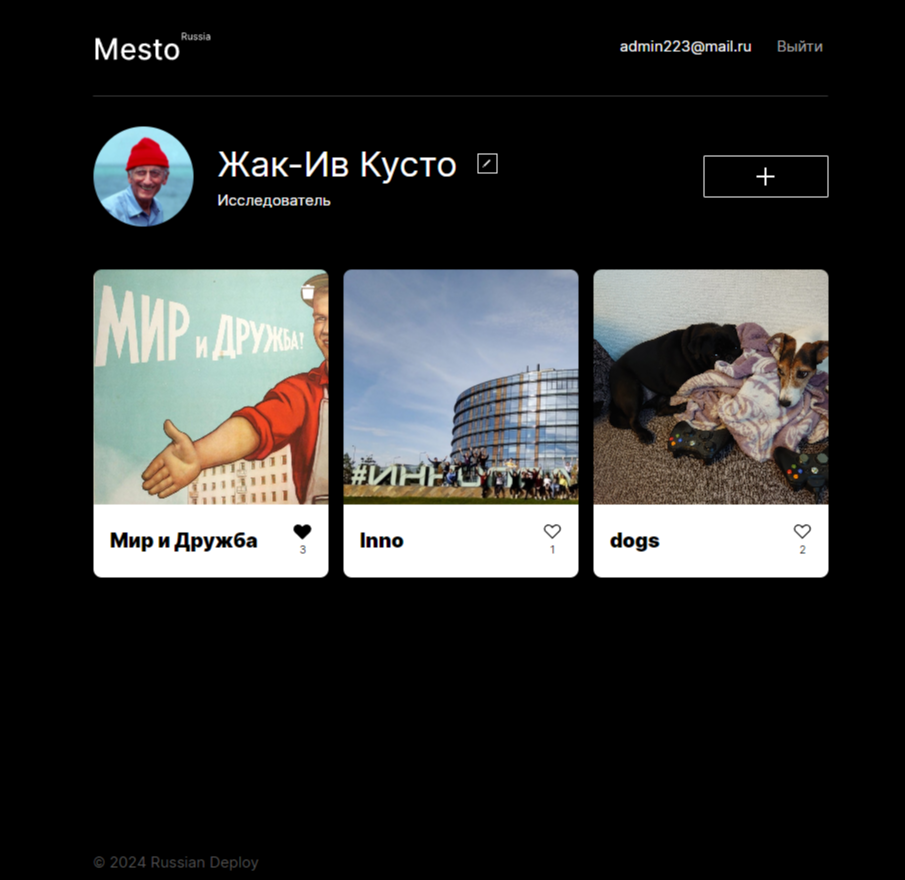 Mesto Russia
admin223@mail.ru Выйти
Жак-Ив Кусто
Исследователь
МИР И ДРУЖБА!
Мир и Дружба
3
Inno
1
dogs
2
© 2024 Russian Deploy